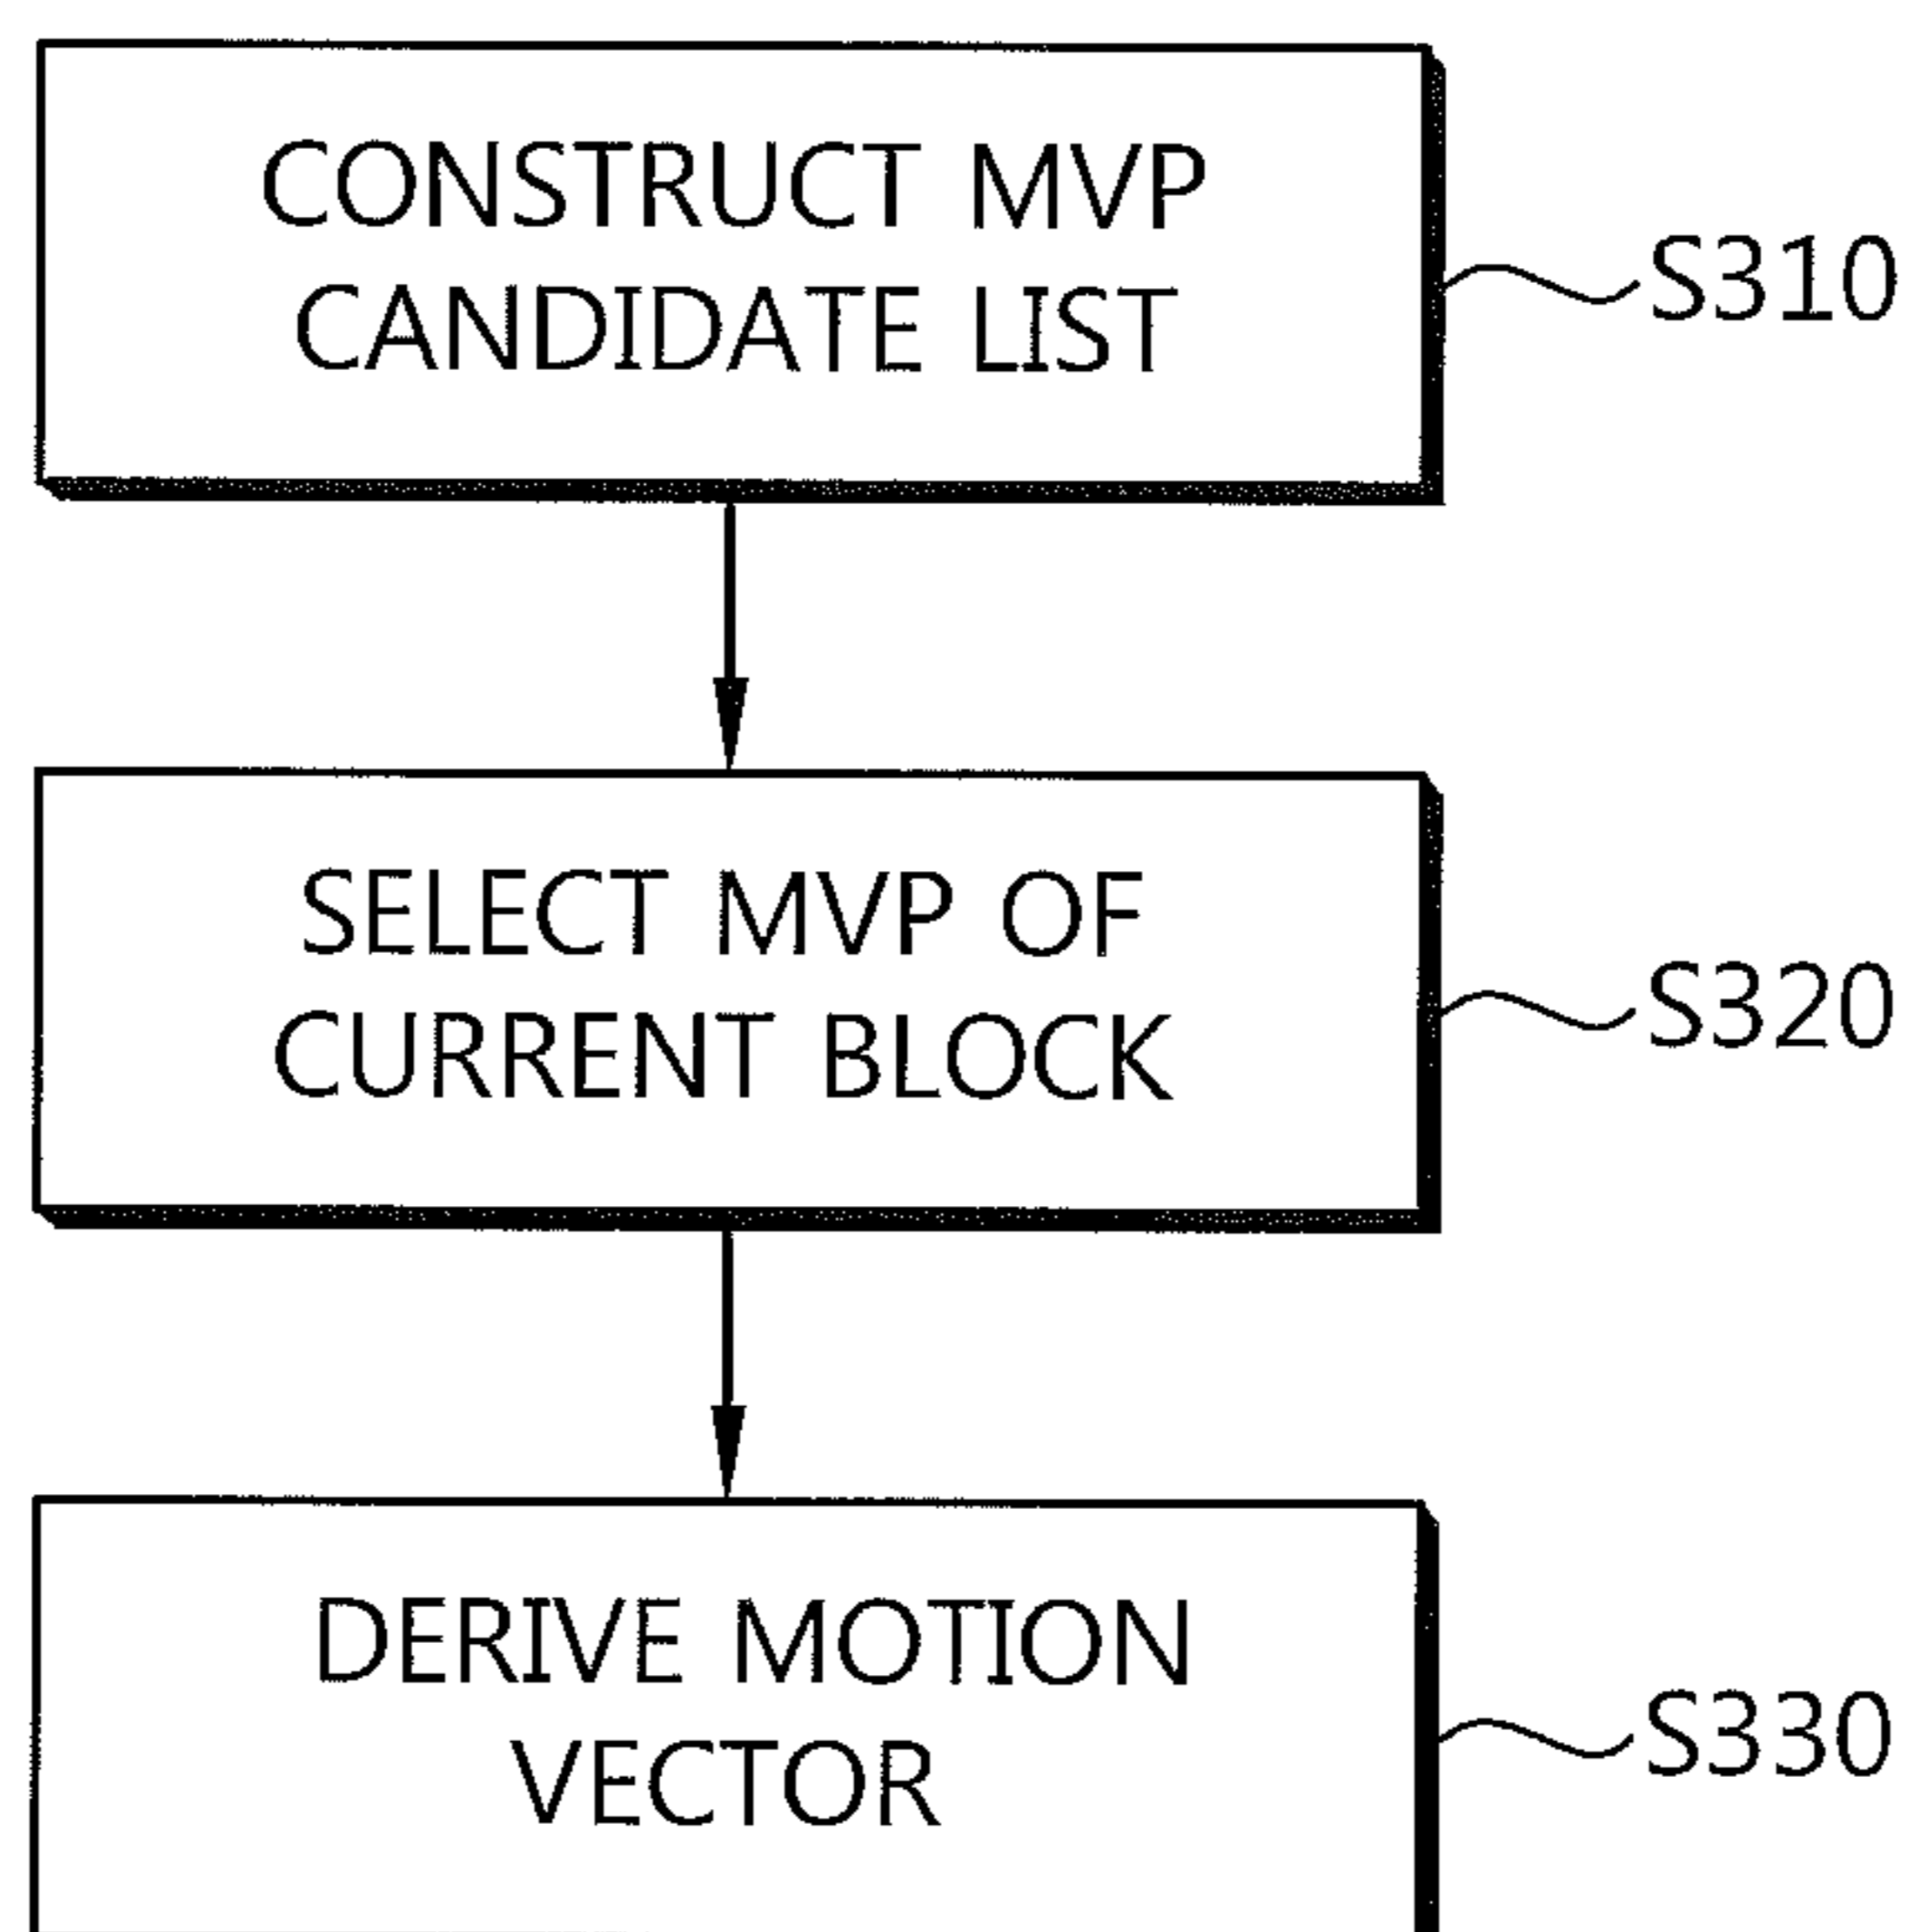 CONSTRUCT MVP
CANDIDATE LIST
S310
SELECT MVP OF
CURRENT BLOCK
S320
DERIVE MOTION
VECTOR
S330